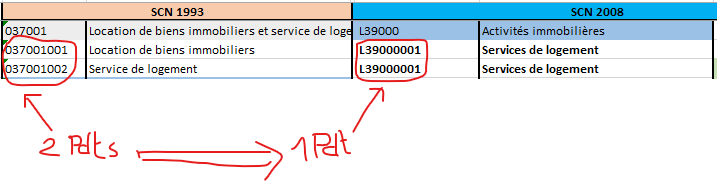 SCN 1993 SCN 2008
037001 Location de biens immobiliers et service de loge L39000 Activités immobilières
037001001 Location de biens immobiliers L39000001 Services de logement
037001002 Service de logement L39000001 Services de logement
2 Pdts 1 Pdt